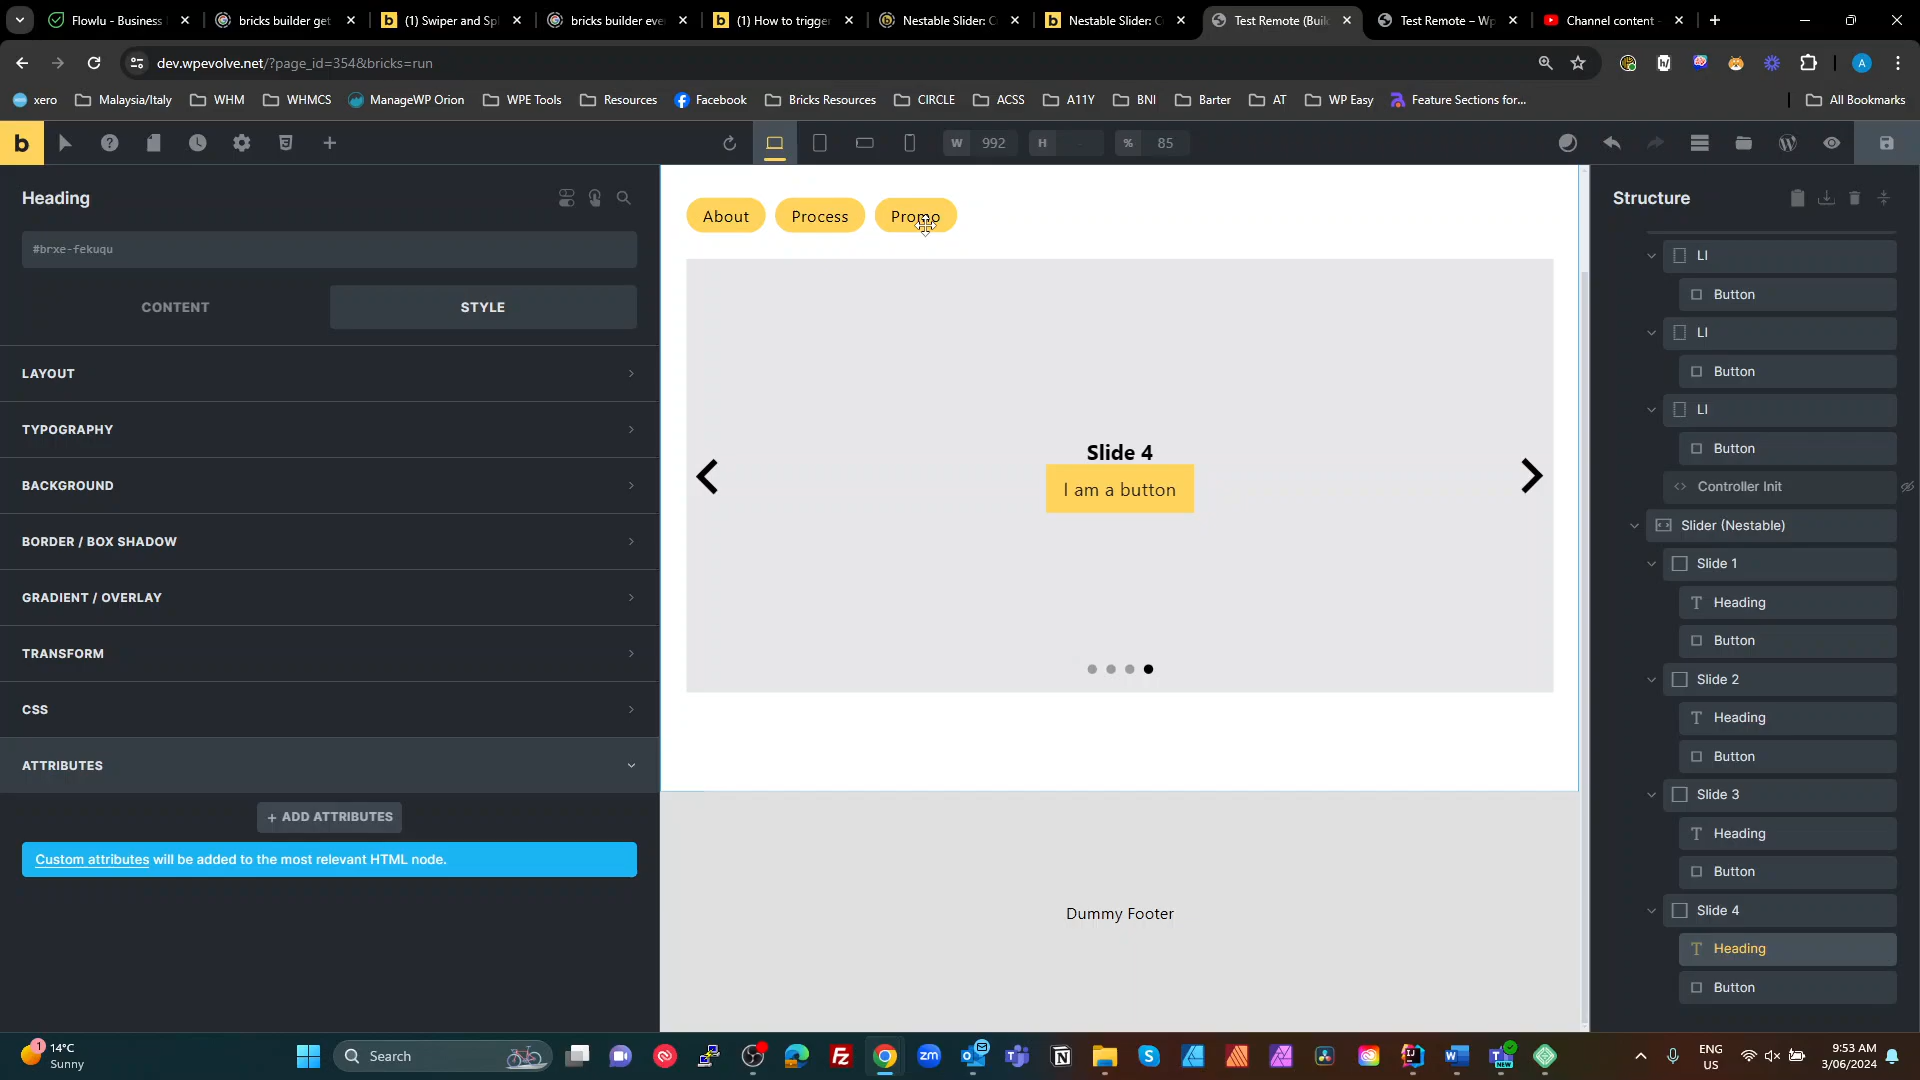 Flowlu - Business
bricks builder get
(1) Swiper and Spl
bricks builder eve
(1) How to trigge
Nestable Slider: C
Nestable Slider: C
Test Remote (Buil
Test Remote – Wp
Channel content -
dev.wpevolve.net/?page_id=354&bricks=run
A
xero
Malaysia/Italy
WHM
WHMCS
ManageWP Orion
WPE Tools
Resources
Facebook
Bricks Resources
CIRCLE
ACSS
A11Y
BNI
Barter
AT
WP Easy
Feature Sections for...
All Bookmarks
b
W 992
H -
% 85
Heading
#brxe-fekuqu
CONTENT
STYLE
LAYOUT
TYPOGRAPHY
BACKGROUND
BORDER / BOX SHADOW
GRADIENT / OVERLAY
TRANSFORM
CSS
ATTRIBUTES
+ ADD ATTRIBUTES
Custom attributes will be added to the most relevant HTML node.
About
Process
Promo
Slide 4
I am a button
Dummy Footer
Structure
LI
Button
LI
Button
LI
Button
Controller Init
Slider (Nestable)
Slide 1
Heading
Button
Slide 2
Heading
Button
Slide 3
Heading
Button
Slide 4
Heading
Button
1
14°C
Sunny
Search
zm
ENG
US
9:53 AM
3/06/2024